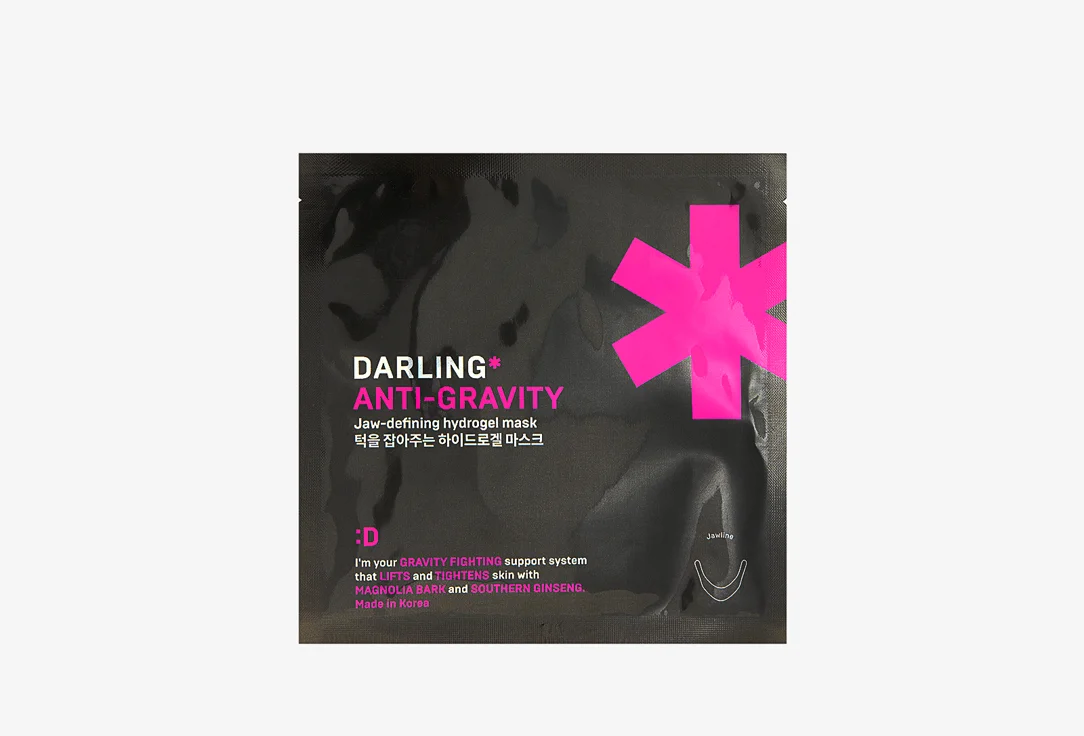 DARLING*
ANTI-GRAVITY
Jaw-defining hydrogel mask
턱을 잡아주는 하이드로겔 마스크
:D
I'm your GRAVITY FIGHTING support system
that LIFTS and TIGHTENS skin with
MAGNOLIA BARK and SOUTHERN GINSENG.
Made in Korea
Jawline